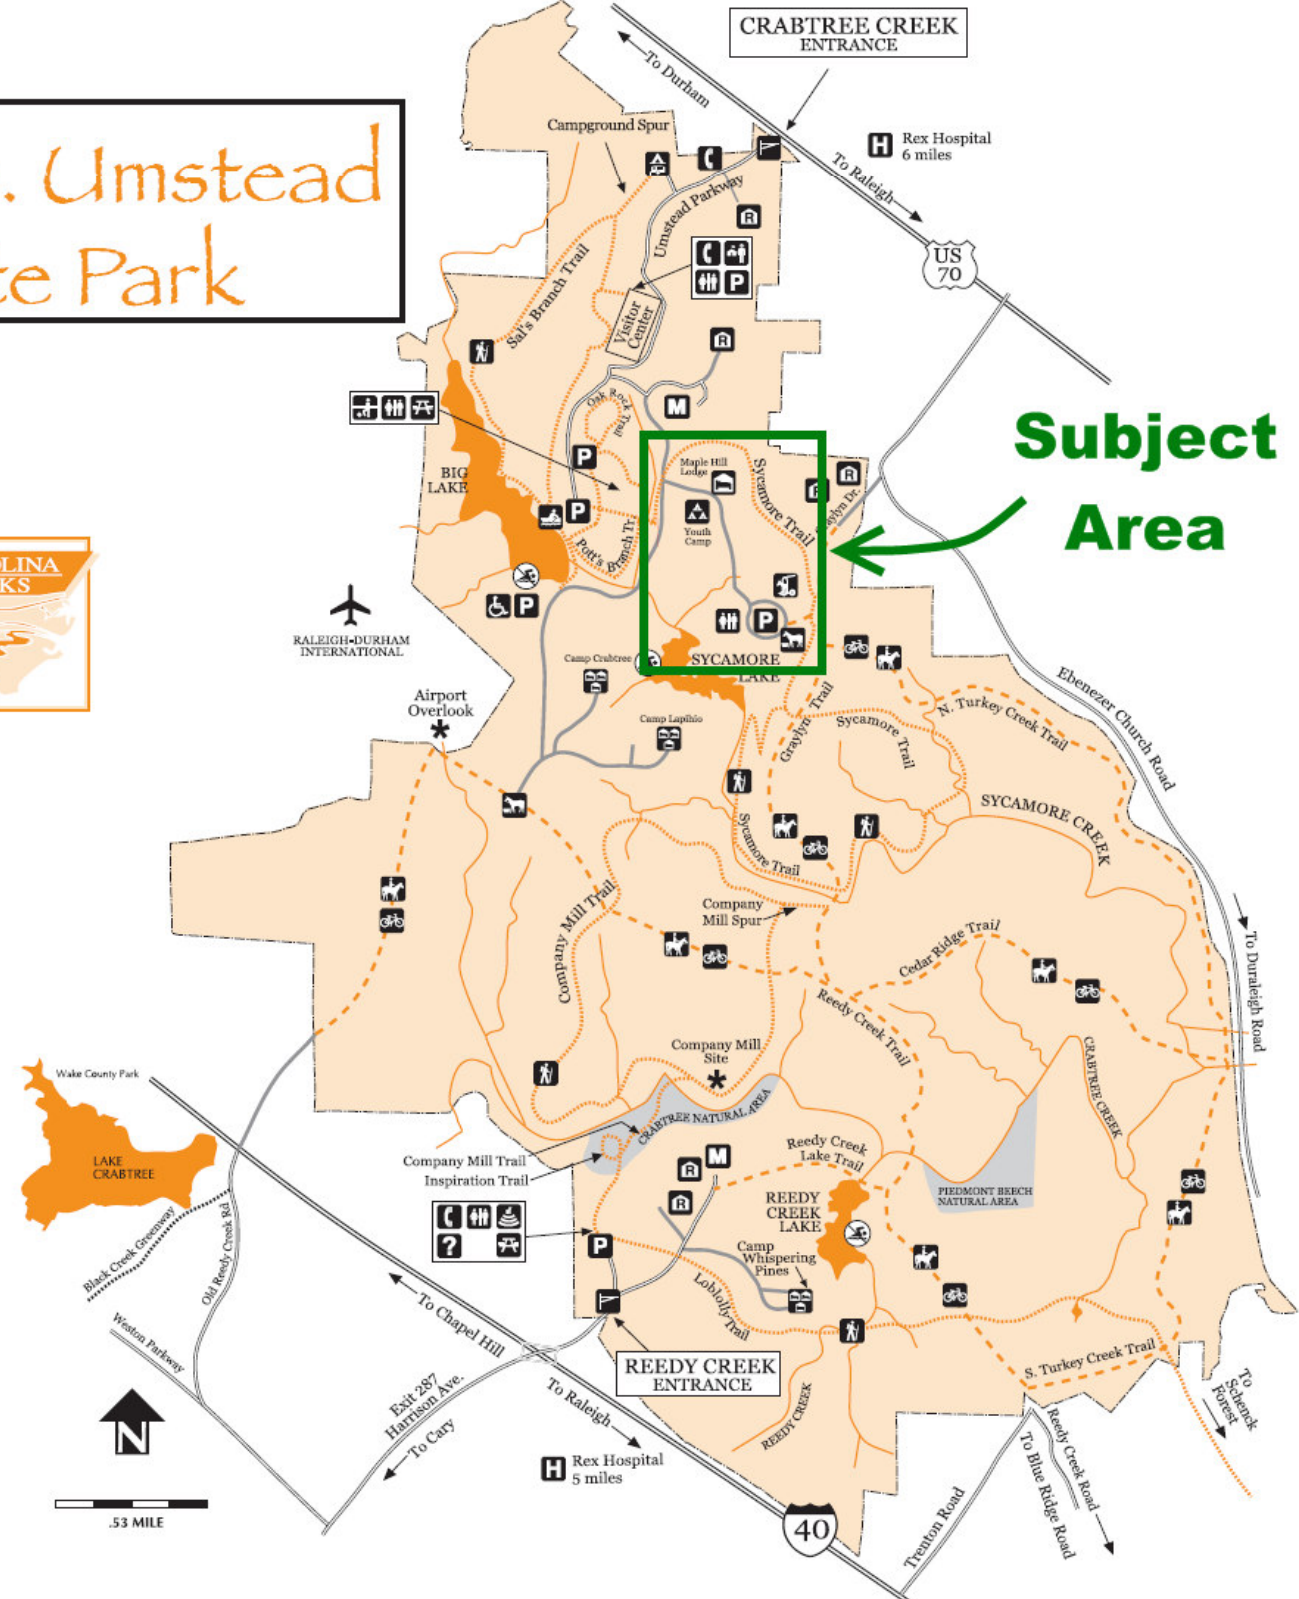 CRABTREE CREEK
ENTRANCE
To Durham
Campground Spur
Rex Hospital
6 miles
To Raleigh
. Umstead
te Park
Umstead Parkway
US
70
Sal's Branch Trail
Visitor
Center
Oak Rock
Trail
M
Subject
Area
P
BIG
LAKE
Maple Hill
Lodge
Sycamore Trail
R
R
Youth
Camp
P
Pott's Branch Tr.
OLINA
KS
P
RALEIGH-DURHAM
INTERNATIONAL
P
Camp Crabtree
SYCAMORE
LAKE
Ebenezer Church Road
Airport
Overlook
Camp Lapihio
Graylyn Trail
Sycamore Trail
N. Turkey Creek Trail
SYCAMORE CREEK
Sycamore Trail
Company
Mill Spur
Company Mill Trail
Cedar Ridge Trail
To Duraleigh Road
Reedy Creek Trail
Company Mill
Site
CRABTREE CREEK
Wake County Park
CRABTREE NATURAL AREA
LAKE
CRABTREE
Company Mill Trail
Inspiration Trail
M
R
R
Reedy Creek
Lake Trail
REEDY
CREEK
LAKE
PIEDMONT BEECH
NATURAL AREA
?
P
Black Creek Greenway
Old Reedy Creek Rd
Camp
Whispering
Pines
Loblolly Trail
To Chapel Hill
Weston Parkway
REEDY CREEK
ENTRANCE
S. Turkey Creek Trail
To
Schenck
Forest
N
Exit 287
Harrison Ave.
To Cary
To Raleigh
REEDY CREEK
Reedy Creek Road
To Blue Ridge Road
H
Rex Hospital
5 miles
.53 MILE
40
Trenton Road